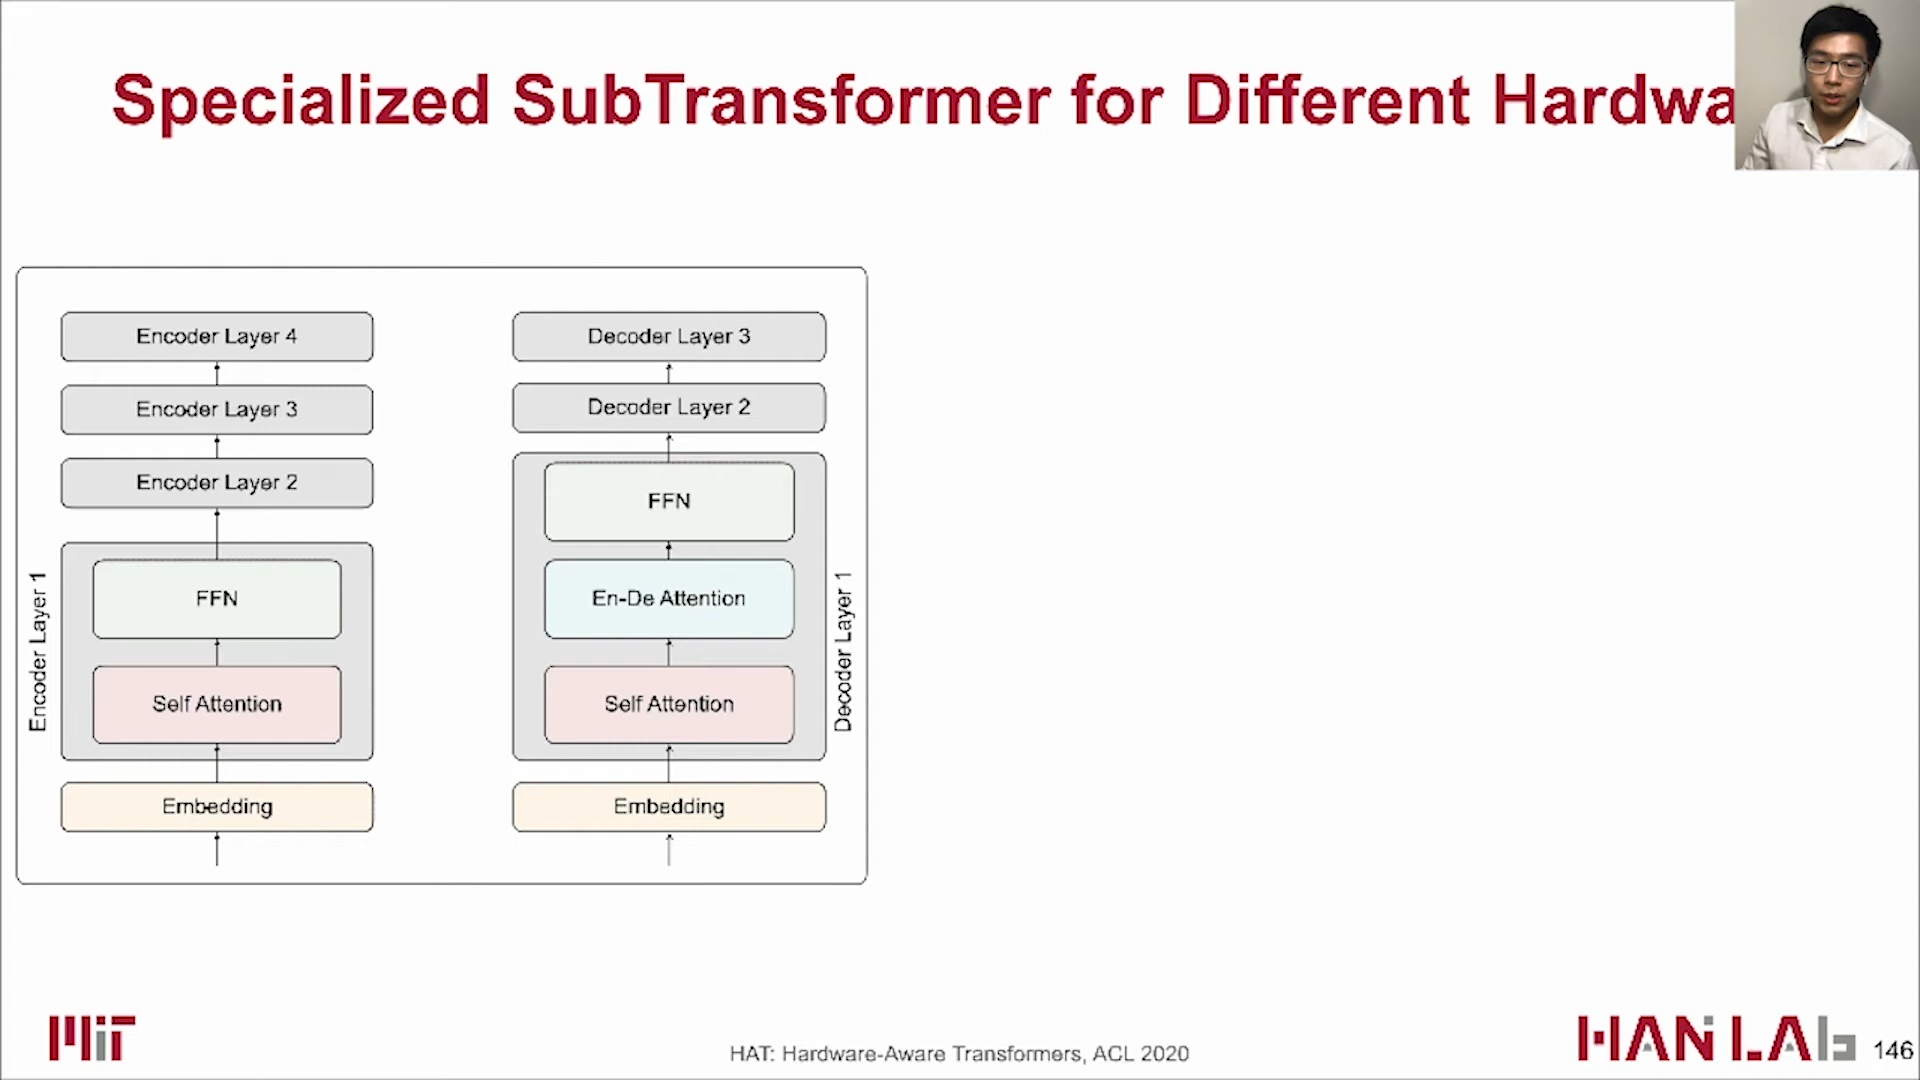 Specialized SubTransformer for Different Hardwa
Encoder Layer 4
Encoder Layer 3
Encoder Layer 2
Encoder Layer 1
FFN
Self Attention
Embedding
Decoder Layer 3
Decoder Layer 2
FFN
En-De Attention
Self Attention
Decoder Layer 1
Embedding
MIT
HAT: Hardware-Aware Transformers, ACL 2020
HAN LAb
146